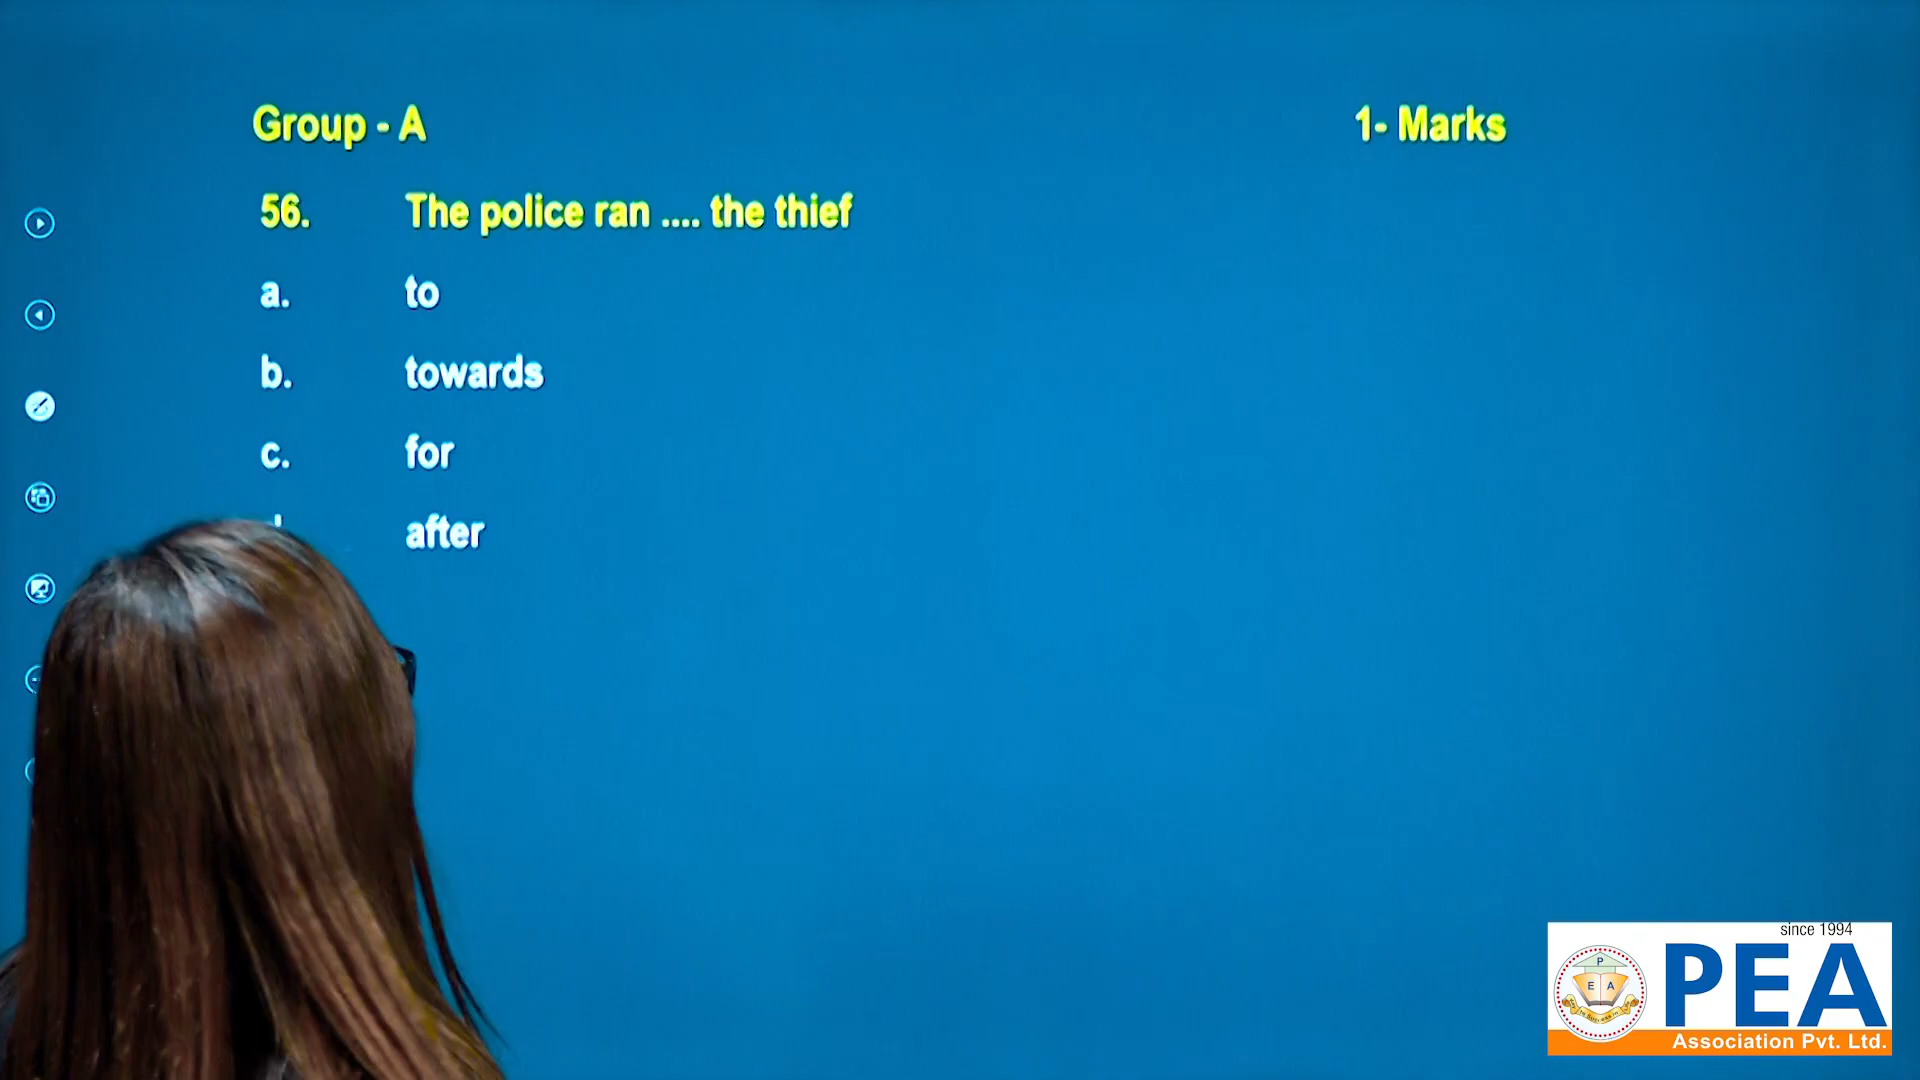 Group - A 1- Marks
56. The police ran .... the thief
a. to
b. towards
c. for
after
since 1994
P
E A
PEA
Association Pvt. Ltd.